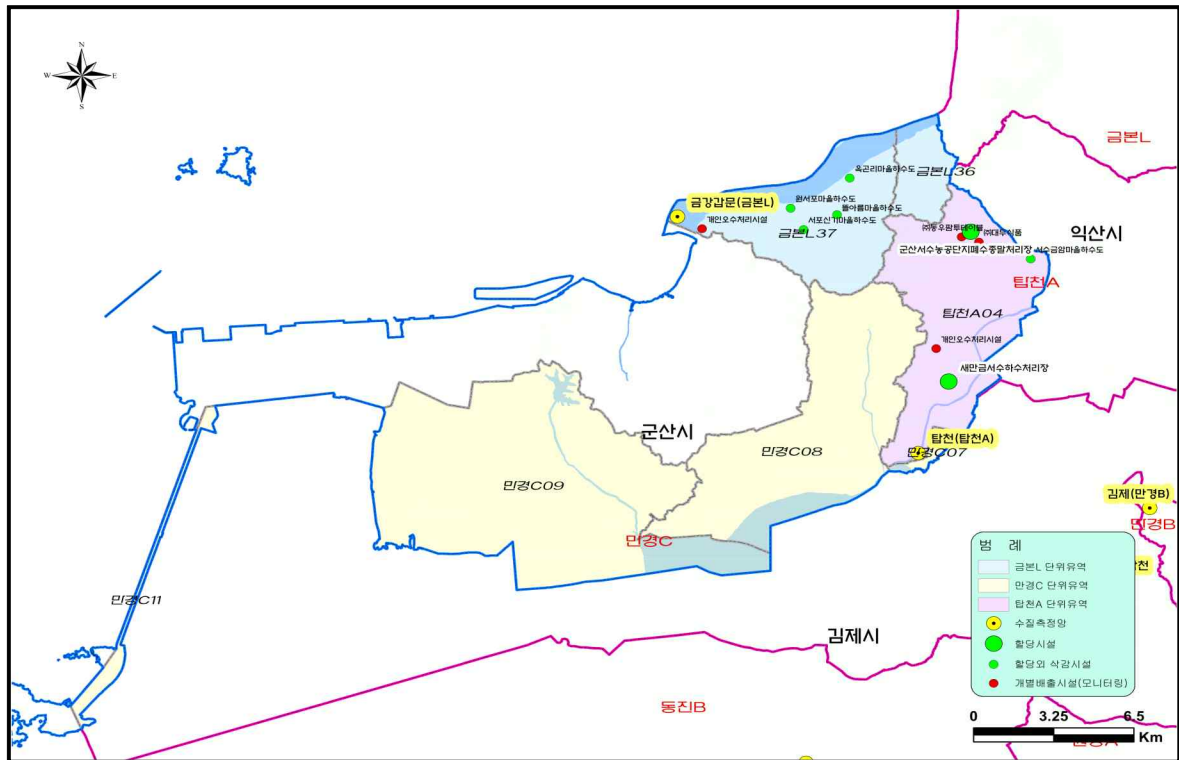 N
W
E
S
금본L
옥곤리마을하수도
금본L36
원서포마을하수도
금강갑문(금본L)
뜰아름마을하수도
개인오수처리시설
서포신기마을하수도
금본L37
㈜동우팜투테이블
㈜대두식품
익산시
군산서수농공단지폐수종말처리장
서수금암마을하수도
탑천A
탑천A04
개인오수처리시설
새만금서수하수처리장
군산시
탑천(탑천A)
만경C08
만경C07
만경C09
김제(만경B)
만경B
만경C
범 례
금본L 단위유역
만경C 단위유역
탑천A 단위유역
수질측정망
할당시설
할당외 삭감시설
개별배출시설(모니터링)
만경C11
김제시
동진B
0 3.25 6.5
Km